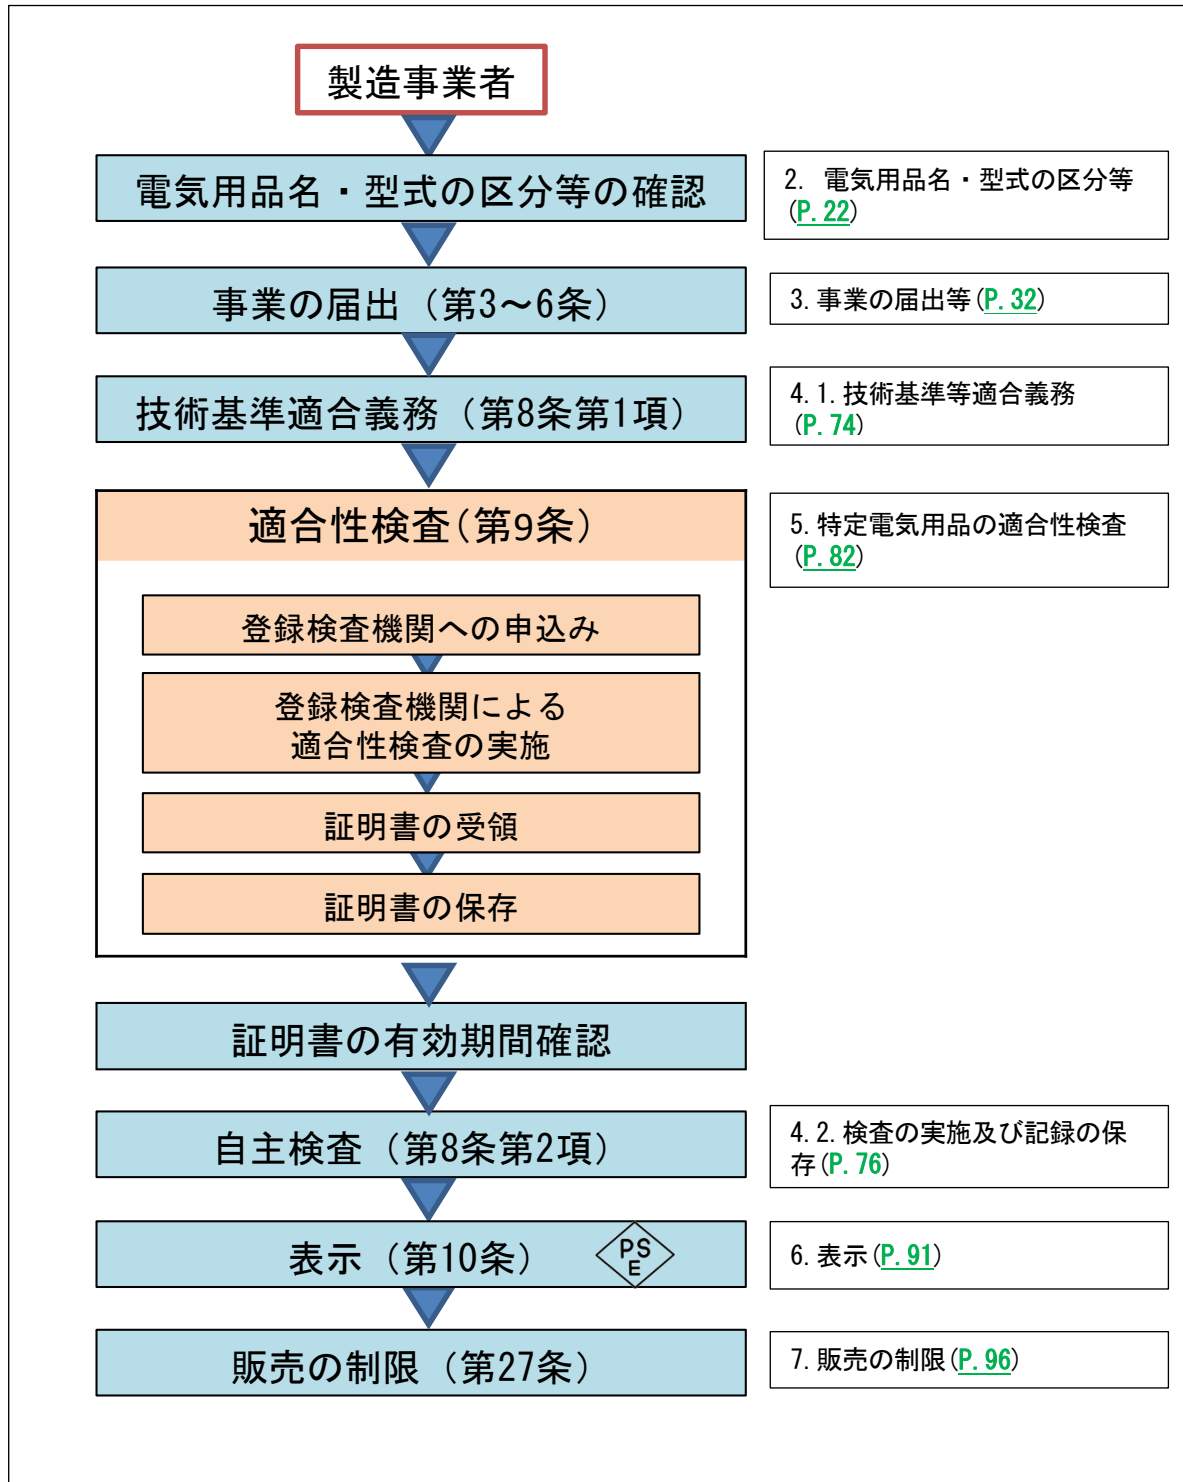 製造事業者
電気用品名・型式の区分等の確認
2. 電気用品名・型式の区分等
(P. 22)
事業の届出（第3～6条）
3. 事業の届出等(P. 32)
技術基準適合義務（第8条第1項）
4. 1. 技術基準等適合義務
(P. 74)
適合性検査(第9条)
5. 特定電気用品の適合性検査
(P. 82)
登録検査機関への申込み
登録検査機関による
適合性検査の実施
証明書の受領
証明書の保存
証明書の有効期間確認
自主検査（第8条第2項）
4. 2. 検査の実施及び記録の保
存(P. 76)
表示（第10条）
PS
E
6. 表示(P. 91)
販売の制限（第27条）
7. 販売の制限(P. 96)